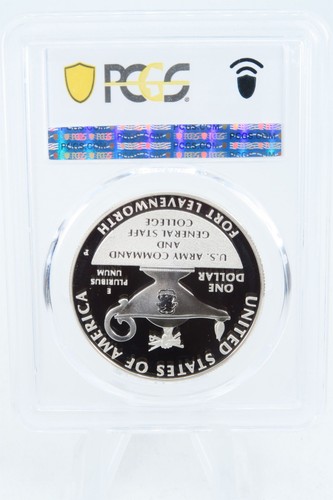 PCGS
UNITED STATES OF AMERICA
ONE
DOLLAR
E
PLURIBUS
UNUM
U.S. ARMY COMMAND
AND
GENERAL STAFF
COLLEGE
FORT LEAVENWORTH